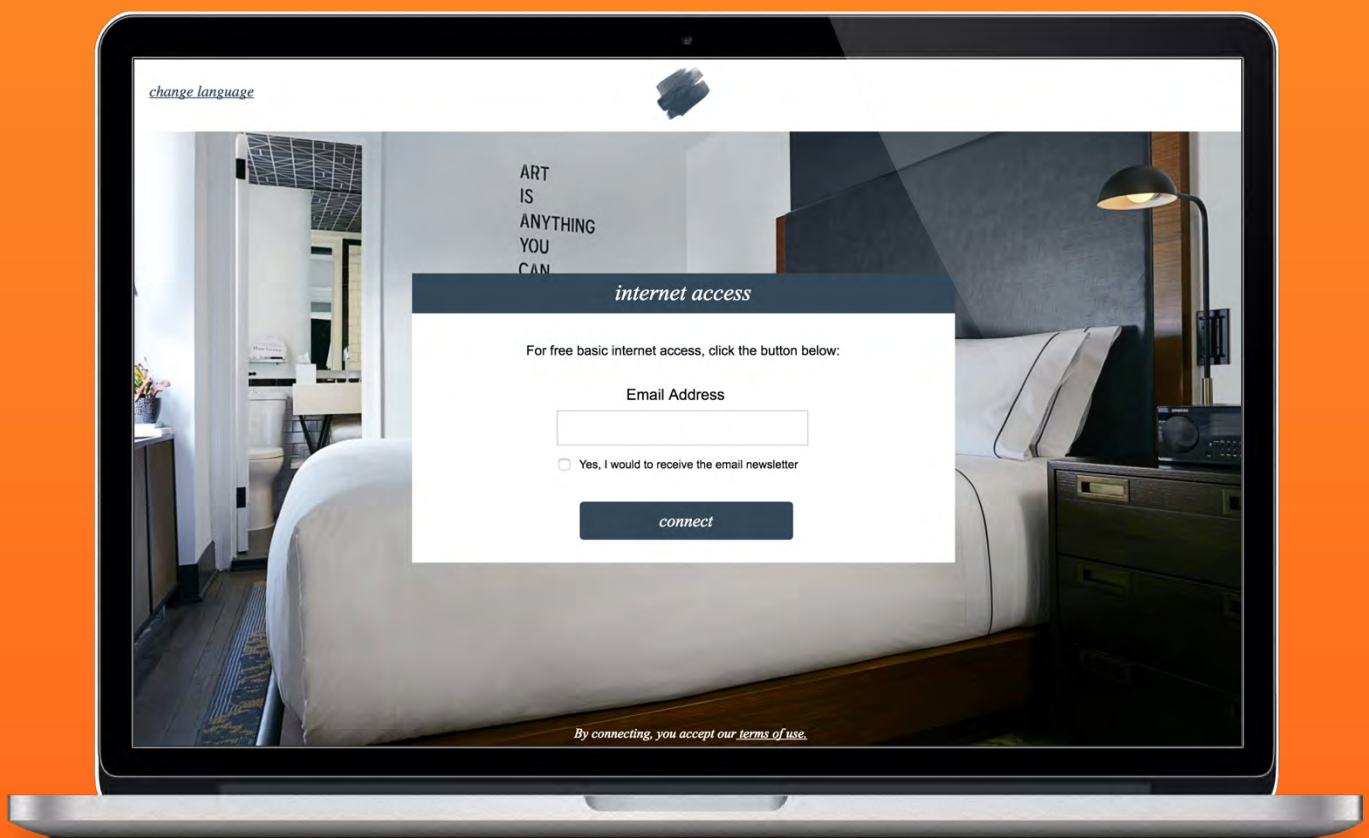 change language
ART
IS
ANYTHING
YOU
CAN
internet access
For free basic internet access, click the button below:
Email Address
Yes, I would to receive the email newsletter
connect
By connecting, you accept our terms of use.